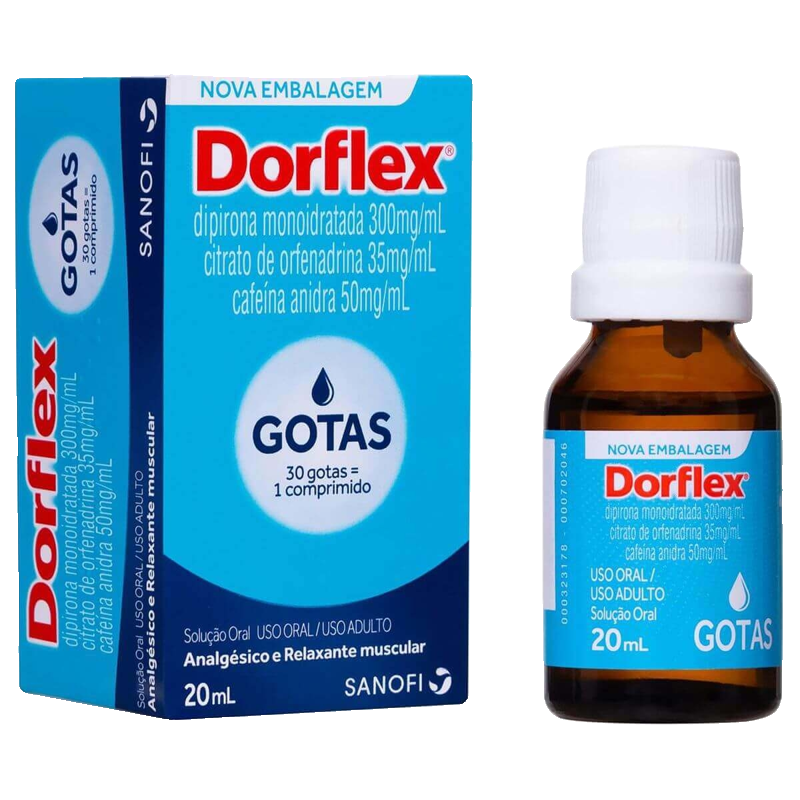 GOTAS
30 gotas =
1 comprimido
Dorflex
dipirona monoidratada 300mg/mL
citrato de orfenadrina 35mg/mL
cafeína anidra 50mg/mL
SANOFI
Solução Oral USO ORAL / USO ADULTO
Analgésico e Relaxante muscular
NOVA EMBALAGEM
Dorflex®
dipirona monoidratada 300mg/mL
citrato de orfenadrina 35mg/mL
cafeína anidra 50mg/mL
GOTAS
30 gotas =
1 comprimido
Solução Oral USO ORAL / USO ADULTO
Analgésico e Relaxante muscular
20mL
SANOFI
000323178 - 000702046
NOVA EMBALAGEM
Dorflex®
dipirona monoidratada 300mg/mL
citrato de orfenadrina 35mg/mL
cafeína anidra 50mg/mL
USO ORAL /
USO ADULTO
Solução Oral
20mL
GOTAS